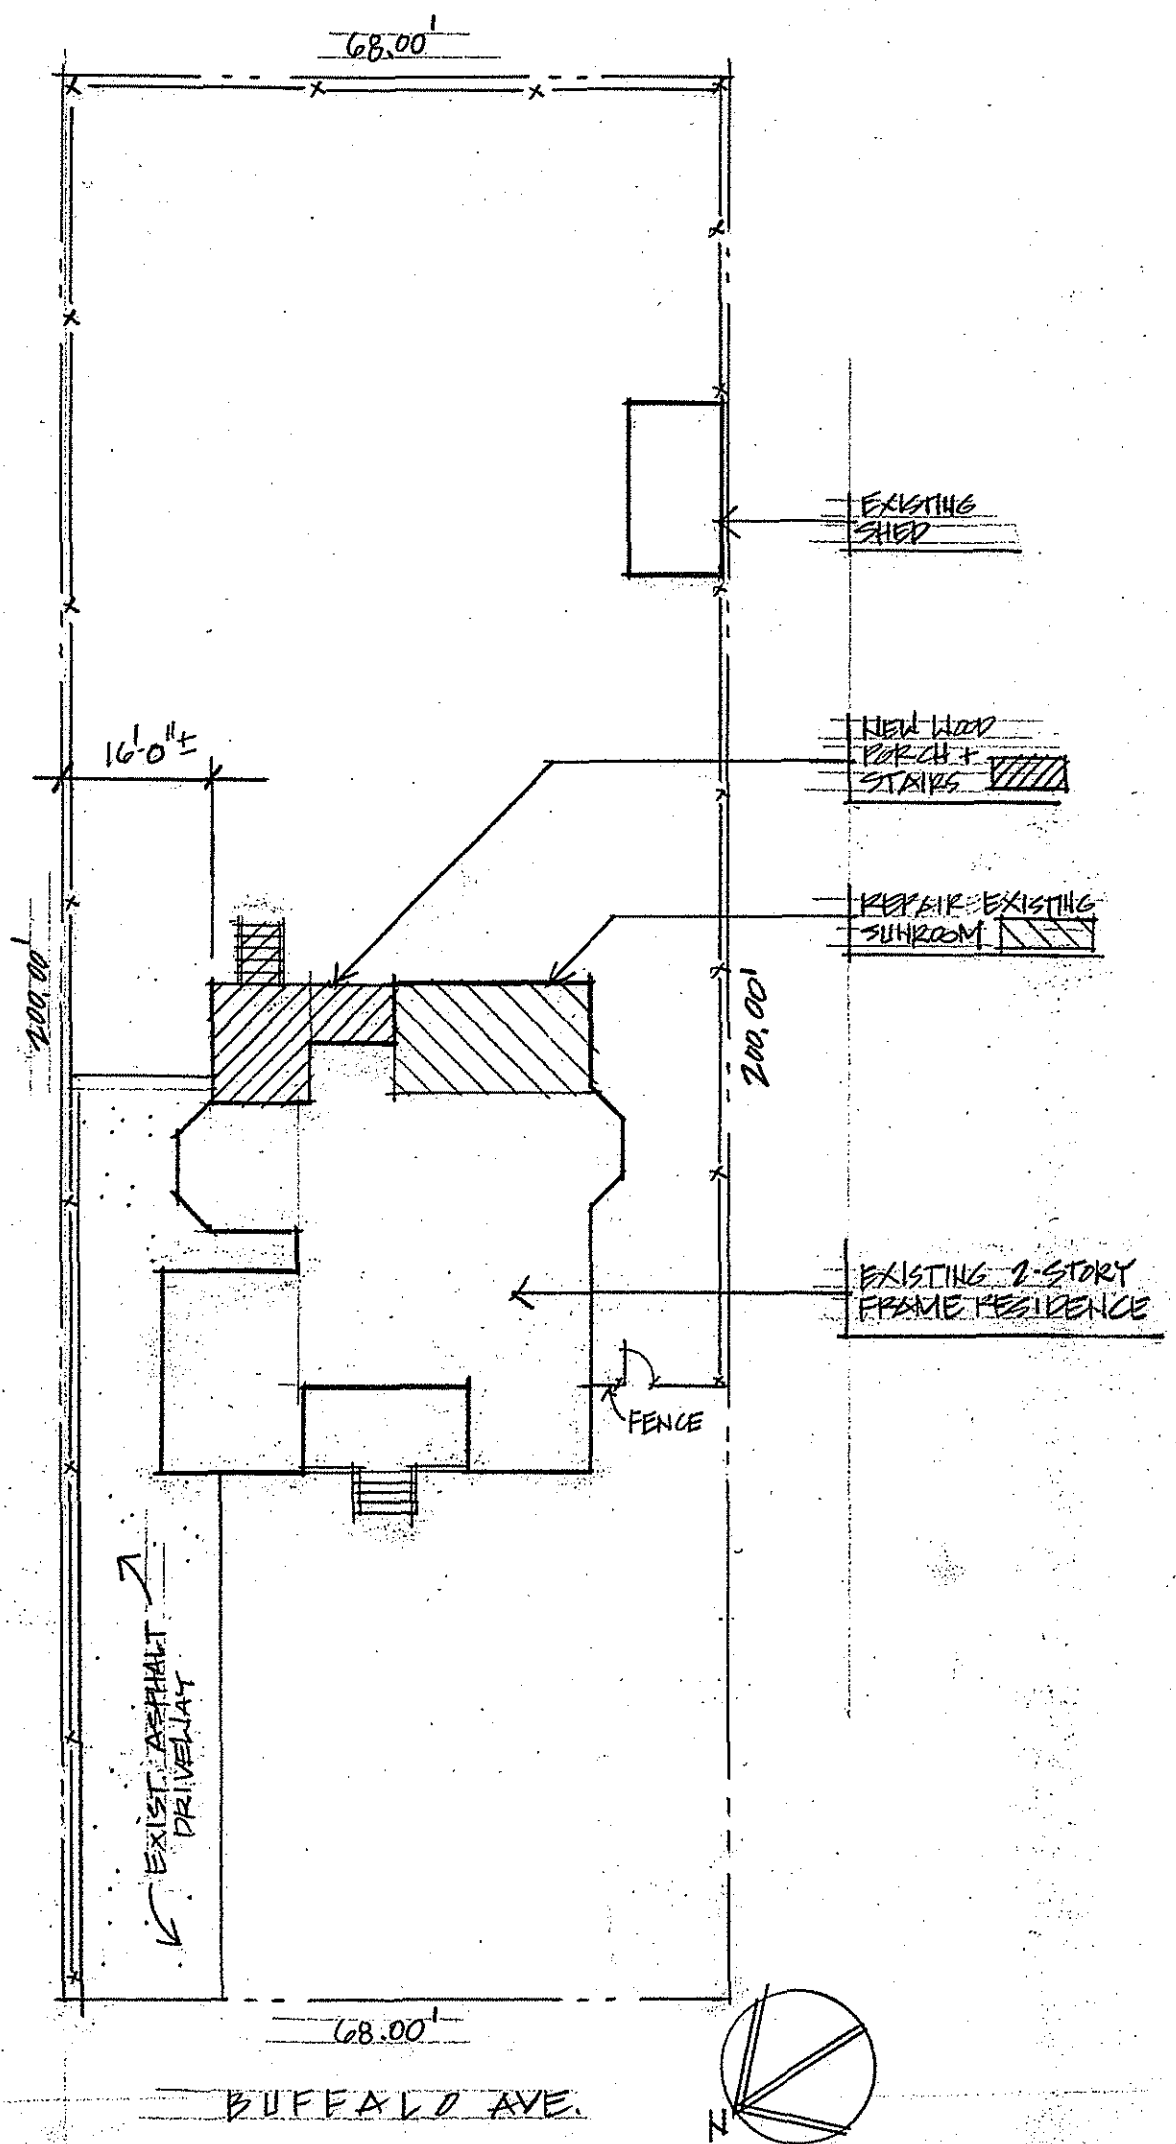 68.00'
EXISTING
SHED
NEW WOOD
PORCH +
STAIRS
16'-0"±
REPAIR EXISTING
SUNROOM
200.00'
200.00'
EXISTING 2-STORY
FRAME RESIDENCE
FENCE
EXIST. ASPHALT
DRIVEWAY
68.00'
BUFFALO AVE.
N